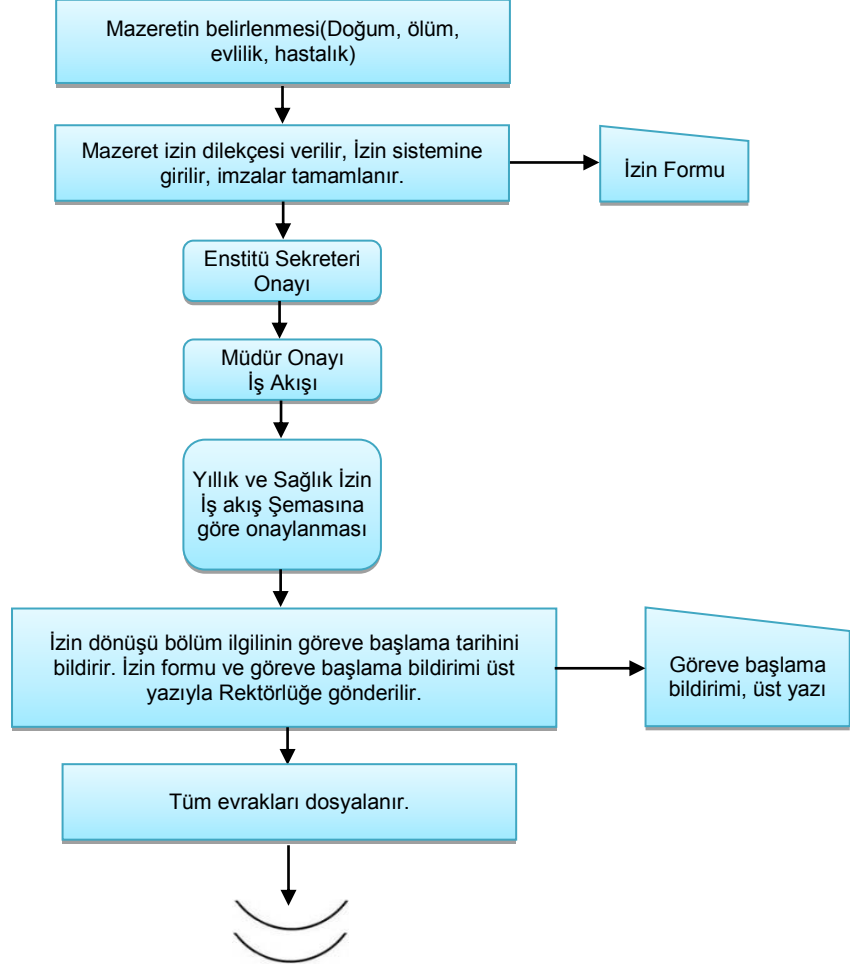 Mazeretin belirlenmesi(Doğum, ölüm,
evlilik, hastalık)
Mazeret izin dilekçesi verilir, İzin sistemine
girilir, imzalar tamamlanır.
İzin Formu
Enstitü Sekreteri
Onayı
Müdür Onayı
İş Akışı
Yıllık ve Sağlık İzin
İş akış Şemasına
göre onaylanması
İzin dönüşü bölüm ilgilinin göreve başlama tarihini
bildirir. İzin formu ve göreve başlama bildirimi üst
yazıyla Rektörlüğe gönderilir.
Göreve başlama
bildirimi, üst yazı
Tüm evrakları dosyalanır.